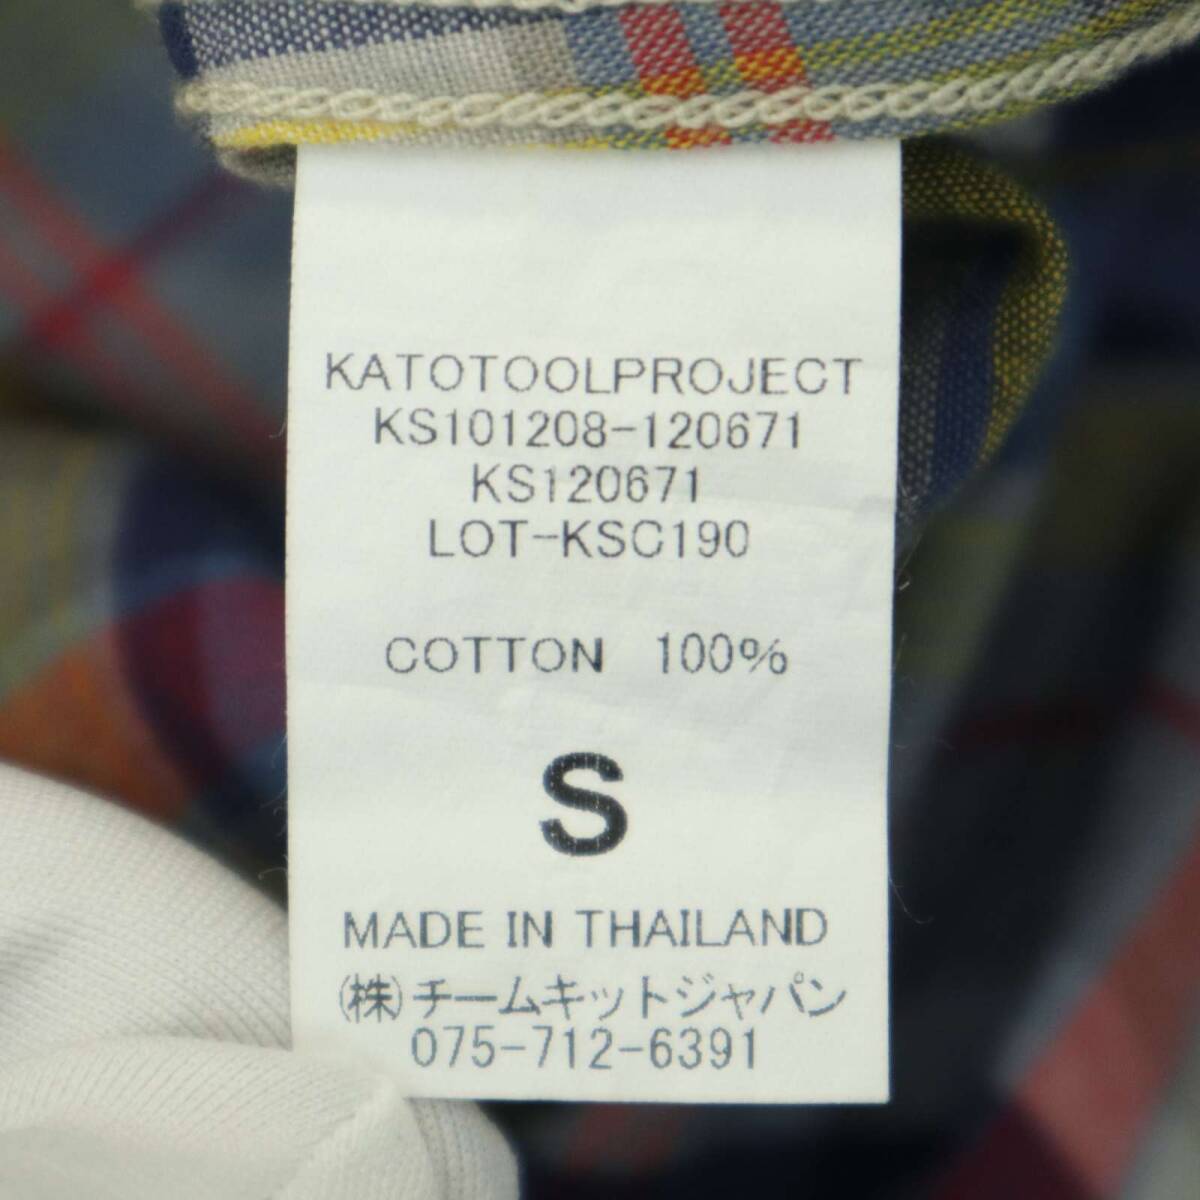 KATOTOOLPROJECT
KS101208-120671
KS120671
LOT-KSC190
COTTON 100%
S
MADE IN THAILAND
(株)チームキットジャパン
075-712-6391